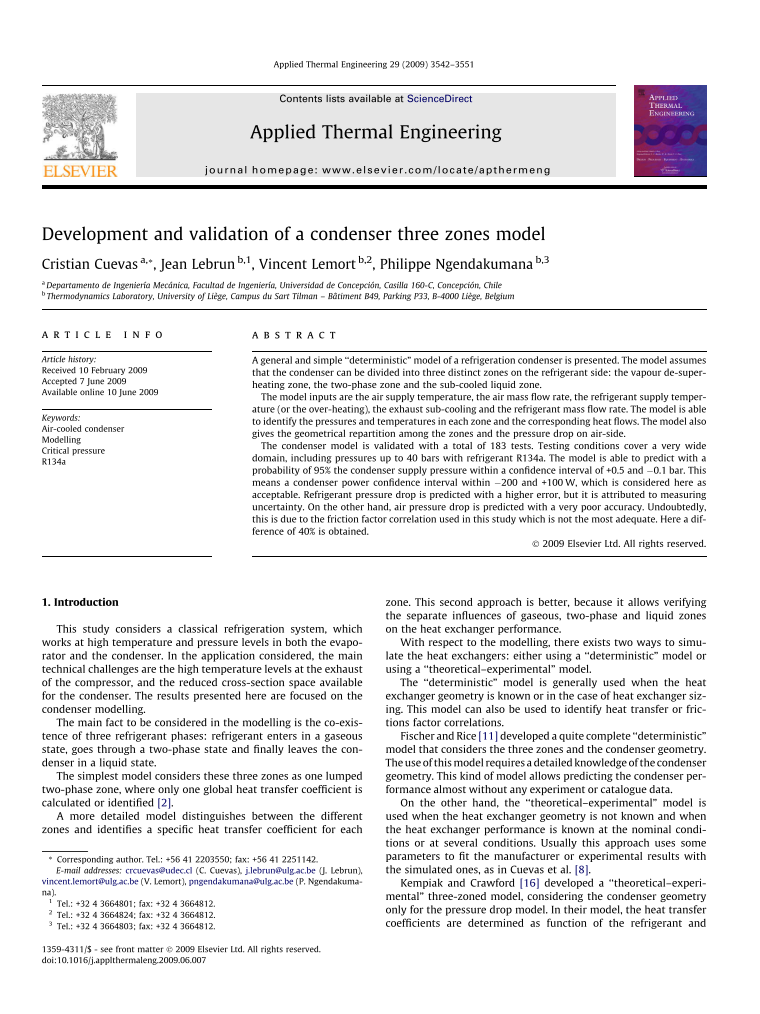 Applied Thermal Engineering 29 (2009) 3542–3551
Contents lists available at ScienceDirect
Applied Thermal Engineering
journal homepage: www.elsevier.com/locate/apthermeng
ELSEVIER
APPLIED
THERMAL
ENGINEERING
Development and validation of a condenser three zones model
Cristian Cuevas a,*, Jean Lebrun b,1, Vincent Lemort b,2, Philippe Ngendakumana b,3
a Departamento de Ingeniería Mecánica, Facultad de Ingeniería, Universidad de Concepción, Casilla 160-C, Concepción, Chile
b Thermodynamics Laboratory, University of Liège, Campus du Sart Tilman – Bâtiment B49, Parking P33, B-4000 Liège, Belgium
ARTICLE INFO
Article history:
Received 10 February 2009
Accepted 7 June 2009
Available online 10 June 2009
Keywords:
Air-cooled condenser
Modelling
Critical pressure
R134a
ABSTRACT
A general and simple ‘‘deterministic” model of a refrigeration condenser is presented. The model assumes
that the condenser can be divided into three distinct zones on the refrigerant side: the vapour de-super-
heating zone, the two-phase zone and the sub-cooled liquid zone.
The model inputs are the air supply temperature, the air mass flow rate, the refrigerant supply temper-
ature (or the over-heating), the exhaust sub-cooling and the refrigerant mass flow rate. The model is able
to identify the pressures and temperatures in each zone and the corresponding heat flows. The model also
gives the geometrical repartition among the zones and the pressure drop on air-side.
The condenser model is validated with a total of 183 tests. Testing conditions cover a very wide
domain, including pressures up to 40 bars with refrigerant R134a. The model is able to predict with a
probability of 95% the condenser supply pressure within a confidence interval of +0.5 and −0.1 bar. This
means a condenser power confidence interval within −200 and +100 W, which is considered here as
acceptable. Refrigerant pressure drop is predicted with a higher error, but it is attributed to measuring
uncertainty. On the other hand, air pressure drop is predicted with a very poor accuracy. Undoubtedly,
this is due to the friction factor correlation used in this study which is not the most adequate. Here a dif-
ference of 40% is obtained.
© 2009 Elsevier Ltd. All rights reserved.
1. Introduction
This study considers a classical refrigeration system, which
works at high temperature and pressure levels in both the evapo-
rator and the condenser. In the application considered, the main
technical challenges are the high temperature levels at the exhaust
of the compressor, and the reduced cross-section space available
for the condenser. The results presented here are focused on the
condenser modelling.
The main fact to be considered in the modelling is the co-exis-
tence of three refrigerant phases: refrigerant enters in a gaseous
state, goes through a two-phase state and finally leaves the con-
denser in a liquid state.
The simplest model considers these three zones as one lumped
two-phase zone, where only one global heat transfer coefficient is
calculated or identified [2].
A more detailed model distinguishes between the different
zones and identifies a specific heat transfer coefficient for each
zone. This second approach is better, because it allows verifying
the separate influences of gaseous, two-phase and liquid zones
on the heat exchanger performance.
With respect to the modelling, there exists two ways to simu-
late the heat exchangers: either using a ‘‘deterministic” model or
using a ‘‘theoretical–experimental” model.
The ‘‘deterministic” model is generally used when the heat
exchanger geometry is known or in the case of heat exchanger siz-
ing. This model can also be used to identify heat transfer or fric-
tions factor correlations.
Fischer and Rice [11] developed a quite complete ‘‘deterministic”
model that considers the three zones and the condenser geometry.
The use of this model requires a detailed knowledge of the condenser
geometry. This kind of model allows predicting the condenser per-
formance almost without any experiment or catalogue data.
On the other hand, the ‘‘theoretical–experimental” model is
used when the heat exchanger geometry is not known and when
the heat exchanger performance is known at the nominal condi-
tions or at several conditions. Usually this approach uses some
parameters to fit the manufacturer or experimental results with
the simulated ones, as in Cuevas et al. [8].
Kempiak and Crawford [16] developed a ‘‘theoretical–experi-
mental” three-zoned model, considering the condenser geometry
only for the pressure drop model. In their model, the heat transfer
coefficients are determined as function of the refrigerant and
* Corresponding author. Tel.: +56 41 2203550; fax: +56 41 2251142.
E-mail addresses: crcuevas@udec.cl (C. Cuevas), j.lebrun@ulg.ac.be (J. Lebrun),
vincent.lemort@ulg.ac.be (V. Lemort), pngendakumana@ulg.ac.be (P. Ngendakuma-
na).
1 Tel.: +32 4 3664801; fax: +32 4 3664812.
2 Tel.: +32 4 3664824; fax: +32 4 3664812.
3 Tel.: +32 4 3664803; fax: +32 4 3664812.
1359-4311/$ - see front matter © 2009 Elsevier Ltd. All rights reserved.
doi:10.1016/j.applthermaleng.2009.06.007